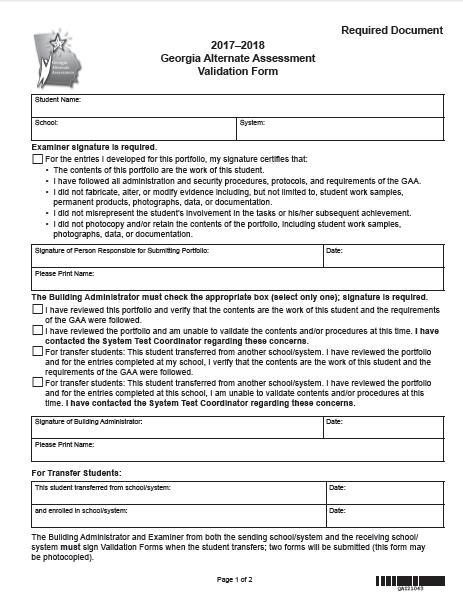 Required Document
2017–2018
Georgia Alternate Assessment
Validation Form
Georgia
Alternate
Assessment
Student Name:
School: System:
Examiner signature is required.
For the entries I developed for this portfolio, my signature certifies that:
• The contents of this portfolio are the work of this student.
• I have followed all administration and security procedures, protocols, and requirements of the GAA.
• I did not fabricate, alter, or modify evidence including, but not limited to, student work samples,
permanent products, photographs, data, or documentation.
• I did not misrepresent the student's involvement in the tasks or his/her subsequent achievement.
• I did not photocopy and/or retain the contents of the portfolio, including student work samples,
photographs, data, or documentation.
Signature of Person Responsible for Submitting Portfolio: Date:
Please Print Name:
The Building Administrator must check the appropriate box (select only one); signature is required.
I have reviewed this portfolio and verify that the contents are the work of this student and the requirements
of the GAA were followed.
I have reviewed the portfolio and am unable to validate the contents and/or procedures at this time. I have
contacted the System Test Coordinator regarding these concerns.
For transfer students: This student transferred from another school/system. I have reviewed the portfolio
and for the entries completed at my school, I verify that the contents are the work of this student and the
requirements of the GAA were followed.
For transfer students: This student transferred from another school/system. I have reviewed the portfolio
and for the entries completed at this school, I am unable to validate contents and/or procedures at this
time. I have contacted the System Test Coordinator regarding these concerns.
Signature of Building Administrator: Date:
Please Print Name:
For Transfer Students:
This student transferred from school/system: Date:
and enrolled in school/system: Date:
The Building Administrator and Examiner from both the sending school/system and the receiving school/
system must sign Validation Forms when the student transfers; two forms will be submitted (this form may
be photocopied).
Page 1 of 2